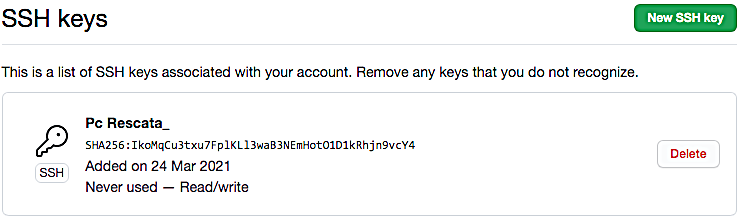 SSH keys
New SSH key
This is a list of SSH keys associated with your account. Remove any keys that you do not recognize.
Pc Rescata_
SHA256:IkoMqCu3txu7FplKLl3waB3NEmHotO1D1kRhjn9vcY4
Added on 24 Mar 2021
Never used — Read/write
SSH
Delete